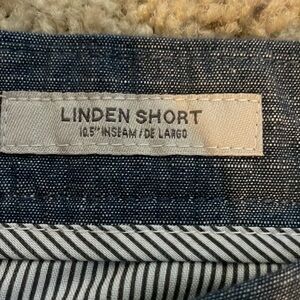 LINDEN SHORT
10.5" INSEAM / DE LARGO